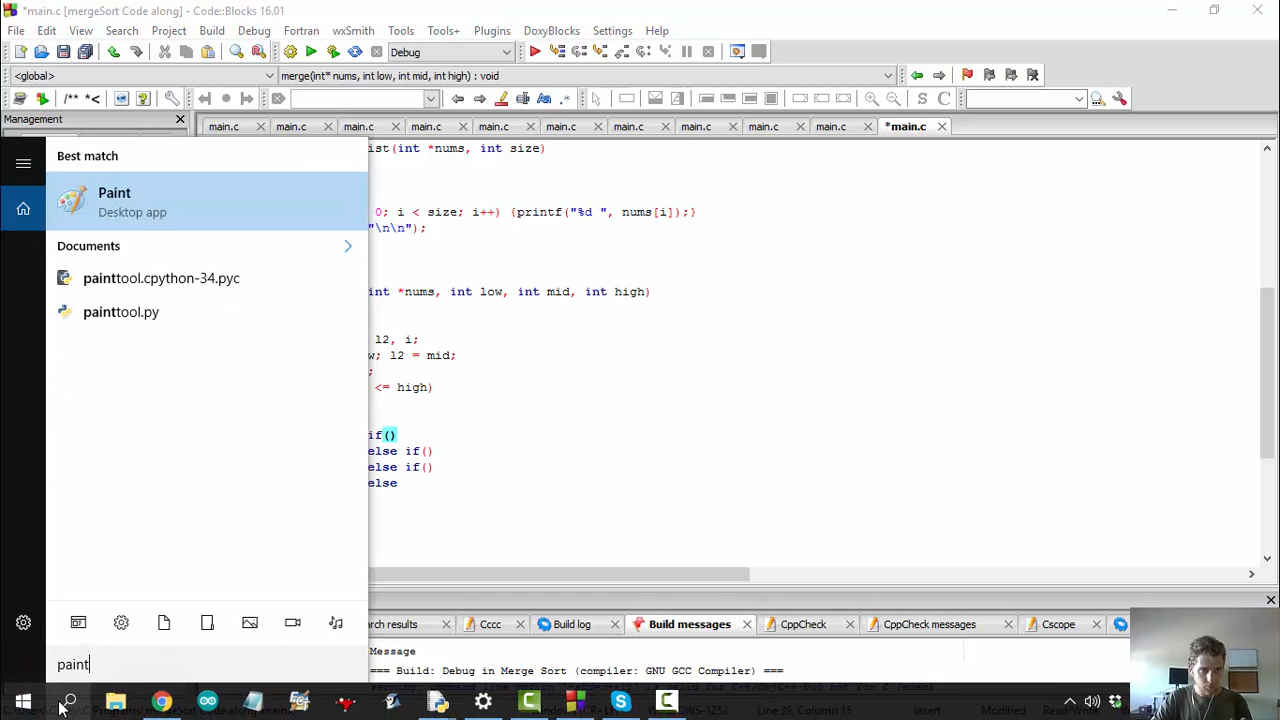 *main.c [mergeSort Code along] - Code::Blocks 16.01
File Edit View Search Project Build Debug Fortran wxSmith Tools Tools+ Plugins DoxyBlocks Settings Help
Debug
<global> merge(int* nums, int low, int mid, int high) : void
/** *<
Management
main.c main.c main.c main.c main.c main.c main.c main.c main.c main.c *main.c
Best match
Paint
Desktop app
Documents
painttool.cpython-34.pyc
painttool.py
paint
ist(int *nums, int size)
0; i < size; i++) {printf("%d ", nums[i]);}
"\n\n");
int *nums, int low, int mid, int high)
l2, i;
w; l2 = mid;
;
<= high)
if()
else if()
else if()
else
rch results Cccc Build log Build messages CppCheck CppCheck messages Cscope
Message
=== Build: Debug in Merge Sort (compiler: GNU GCC Compiler) ===